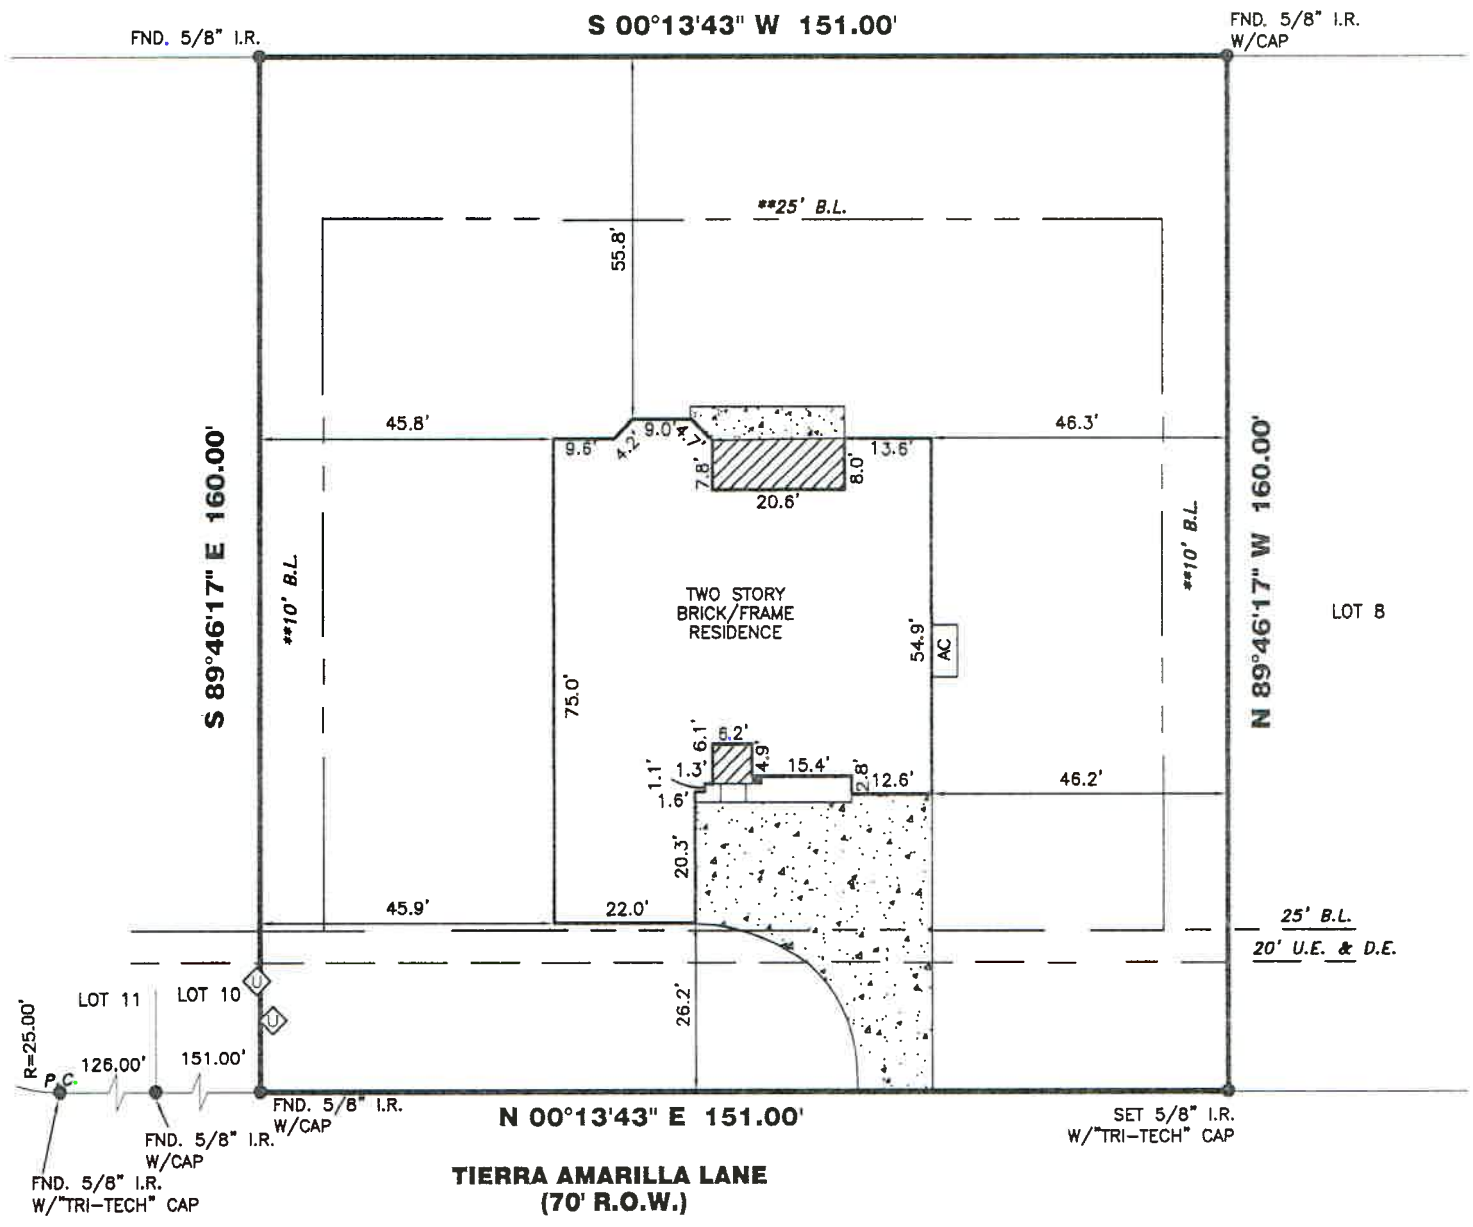 S 00°13'43" W 151.00'
FND. 5/8" I.R.
FND. 5/8" I.R.
W/CAP
**25' B.L.
55.8'
45.8'
9.6'
4.2'
9.0'
4.7'
7.8'
20.6'
8.0'
13.6'
46.3'
S 89°46'17" E 160.00'
**10' B.L.
TWO STORY
BRICK/FRAME
RESIDENCE
75.0'
54.9'
AC
**10' B.L.
N 89°46'17" W 160.00'
LOT 8
6.1'
6.2'
4.9'
1.1'
1.3'
15.4'
2.8'
12.6'
46.2'
1.6'
20.3'
45.9'
22.0'
25' B.L.
20' U.E. & D.E.
U
U
LOT 11
LOT 10
R=25.00'
P.C.
126.00'
151.00'
26.2'
FND. 5/8" I.R.
W/CAP
N 00°13'43" E 151.00'
SET 5/8" I.R.
W/"TRI-TECH" CAP
FND. 5/8" I.R.
W/CAP
FND. 5/8" I.R.
W/"TRI-TECH" CAP
TIERRA AMARILLA LANE
(70' R.O.W.)